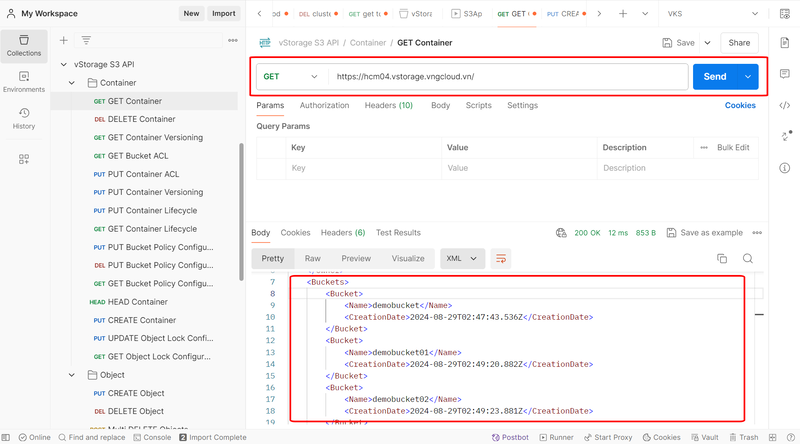 My Workspace
New
Import
od
DEL cluste
GET get to
vStora
S3Ap
GET GET C
PUT CREA
VKS
Collections
Environments
History
vStorage S3 API
Container
GET GET Container
DEL DELETE Container
GET GET Container Versioning
GET GET Bucket ACL
PUT PUT Container ACL
PUT PUT Container Versioning
PUT PUT Container Lifecycle
GET GET Container Lifecycle
PUT PUT Bucket Policy Configu...
DEL PUT Bucket Policy Configu...
GET GET Bucket Policy Configu...
HEAD HEAD Container
PUT CREATE Container
PUT UPDATE Object Lock Confi...
GET GET Object Lock Configur...
Object
PUT CREATE Object
DEL DELETE Object
Multi DELETE Objects
HTTP vStorage S3 API / Container / GET Container
Save
Share
GET
https://hcm04.vstorage.vngcloud.vn/
Send
Params Authorization Headers (10) Body Scripts Settings Cookies
Query Params
Key Value Description ••• Bulk Edit
Key Value Description
Body Cookies Headers (6) Test Results
200 OK 12 ms 853 B Save as example
Pretty Raw Preview Visualize XML
7 <Buckets>
8 <Bucket>
9 <Name>demobucket</Name>
10 <CreationDate>2024-08-29T02:47:43.536Z</CreationDate>
11 </Bucket>
12 <Bucket>
13 <Name>demobucket01</Name>
14 <CreationDate>2024-08-29T02:49:20.882Z</CreationDate>
15 </Bucket>
16 <Bucket>
17 <Name>demobucket02</Name>
18 <CreationDate>2024-08-29T02:49:23.881Z</CreationDate>
19 </Bucket>
Online Find and replace Console 2 Import Complete
Postbot Runner Start Proxy Cookies Vault Trash